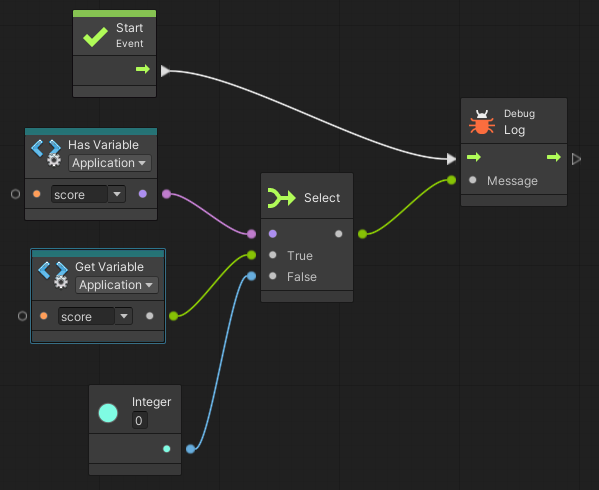 Start
Event
Debug
Log
Message
Has Variable
Application
score
Select
True
False
Get Variable
Application
score
Integer
0